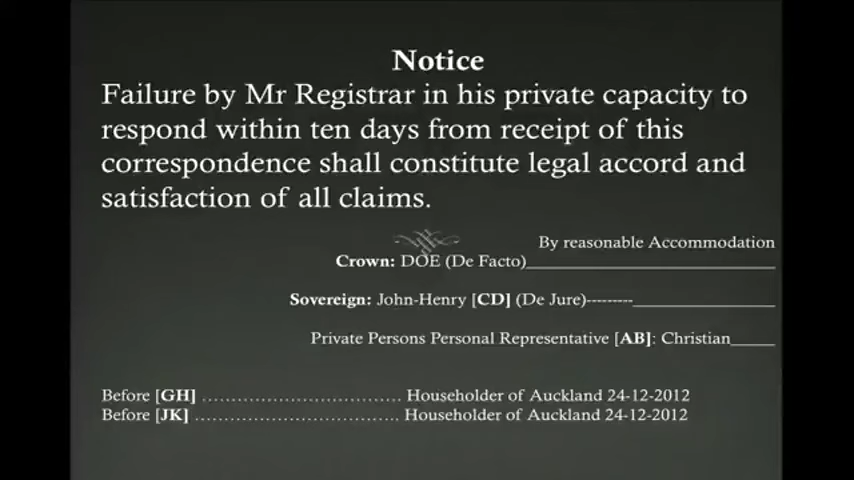 Notice
Failure by Mr Registrar in his private capacity to
respond within ten days from receipt of this
correspondence shall constitute legal accord and
satisfaction of all claims.
By reasonable Accommodation
Crown: DOE (De Facto)______________________________
Sovereign: John-Henry [CD] (De Jure)---------_________________
Private Persons Personal Representative [AB]: Christian_____
Before [GH] .................................. Householder of Auckland 24-12-2012
Before [JK] ................................... Householder of Auckland 24-12-2012